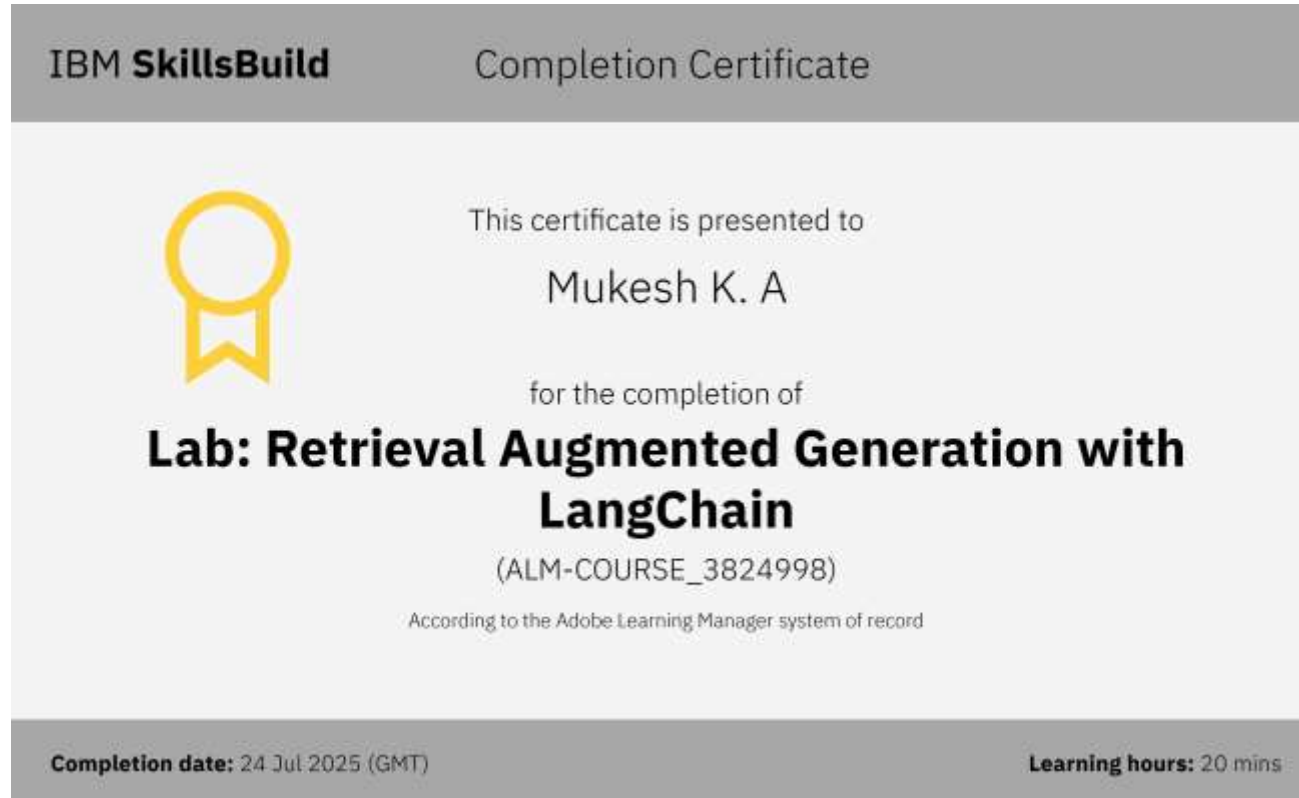 IBM SkillsBuild
Completion Certificate
This certificate is presented to
Mukesh K. A
for the completion of
Lab: Retrieval Augmented Generation with
LangChain
(ALM-COURSE_3824998)
According to the Adobe Learning Manager system of record
Completion date: 24 Jul 2025 (GMT)
Learning hours: 20 mins